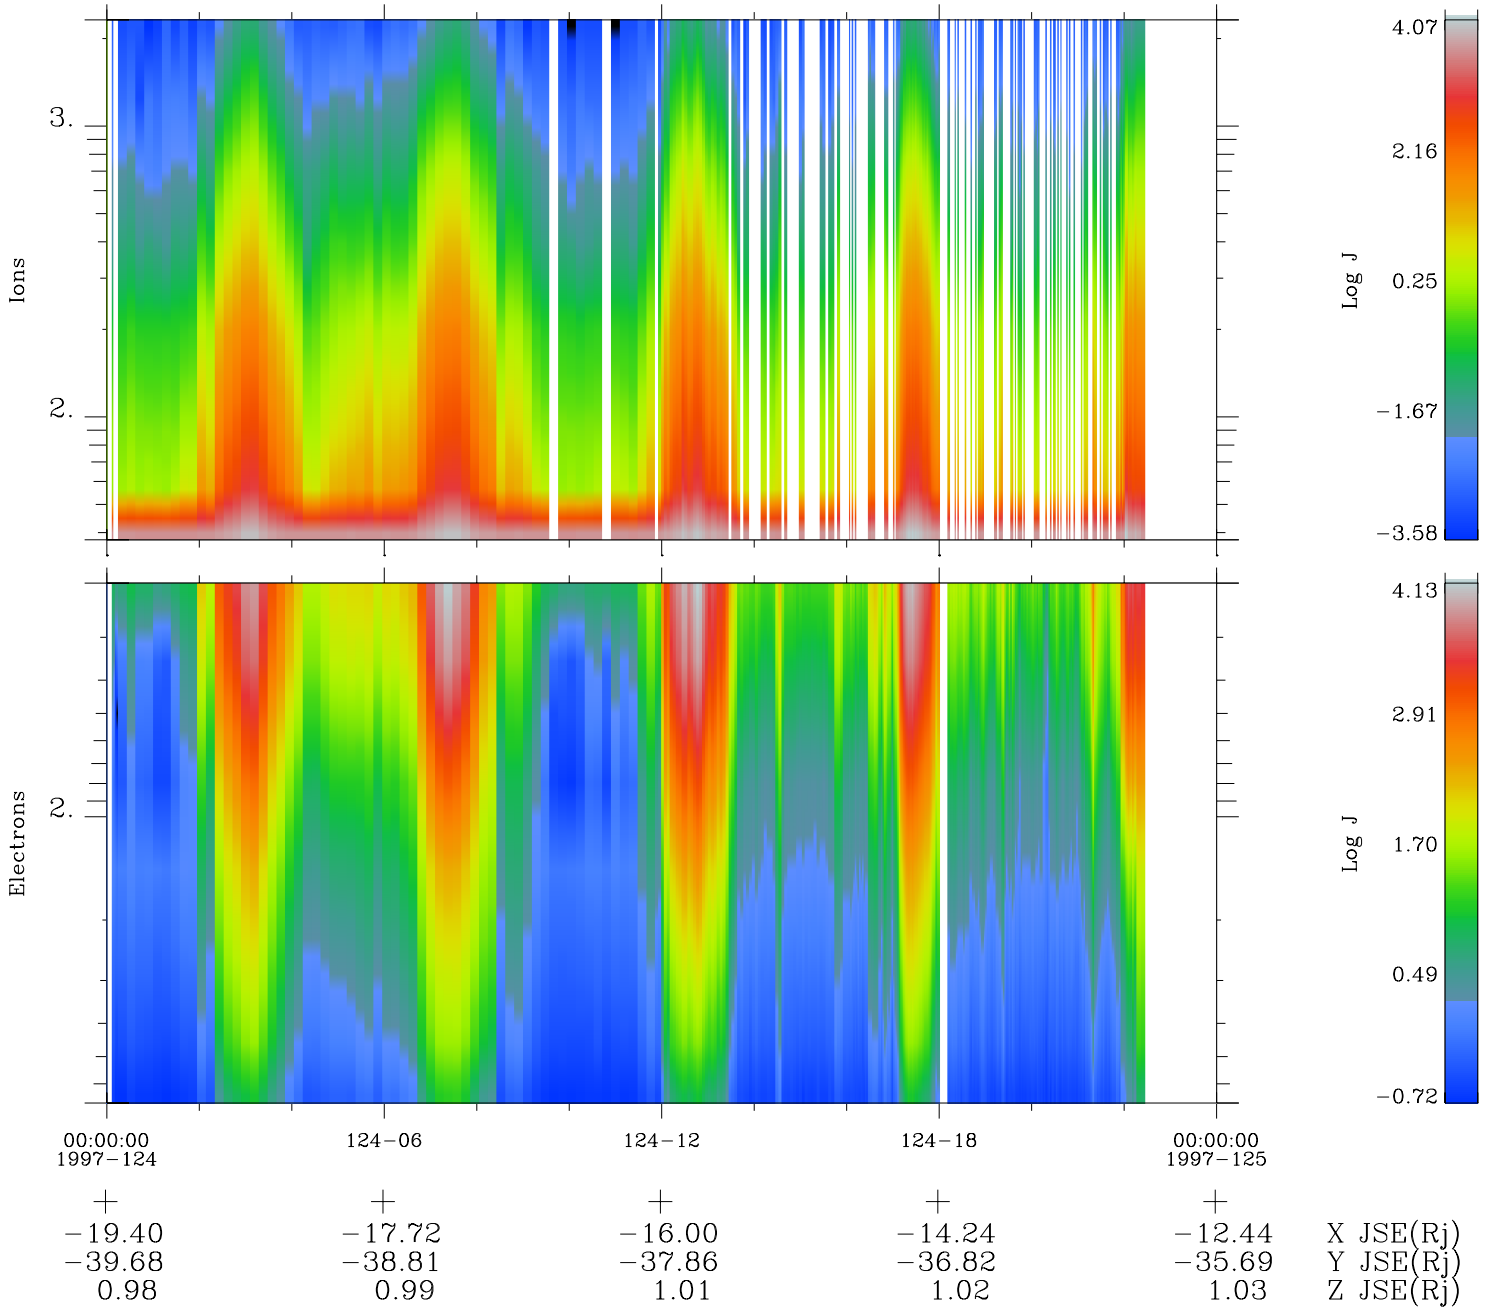 4.07
3.
2.16
Ions
Log J
0.25
2.
−1.67
−3.58
4.13
2.91
2.
Electrons
Log J
1.70
0.49
−0.72
00:00:00 124−06 124−12 124−18 00:00:00
1997−124 1997−125
−19.40 −17.72 −16.00 −14.24 −12.44 X JSE(Rj)
−39.68 −38.81 −37.86 −36.82 −35.69 Y JSE(Rj)
0.98 0.99 1.01 1.02 1.03 Z JSE(Rj)